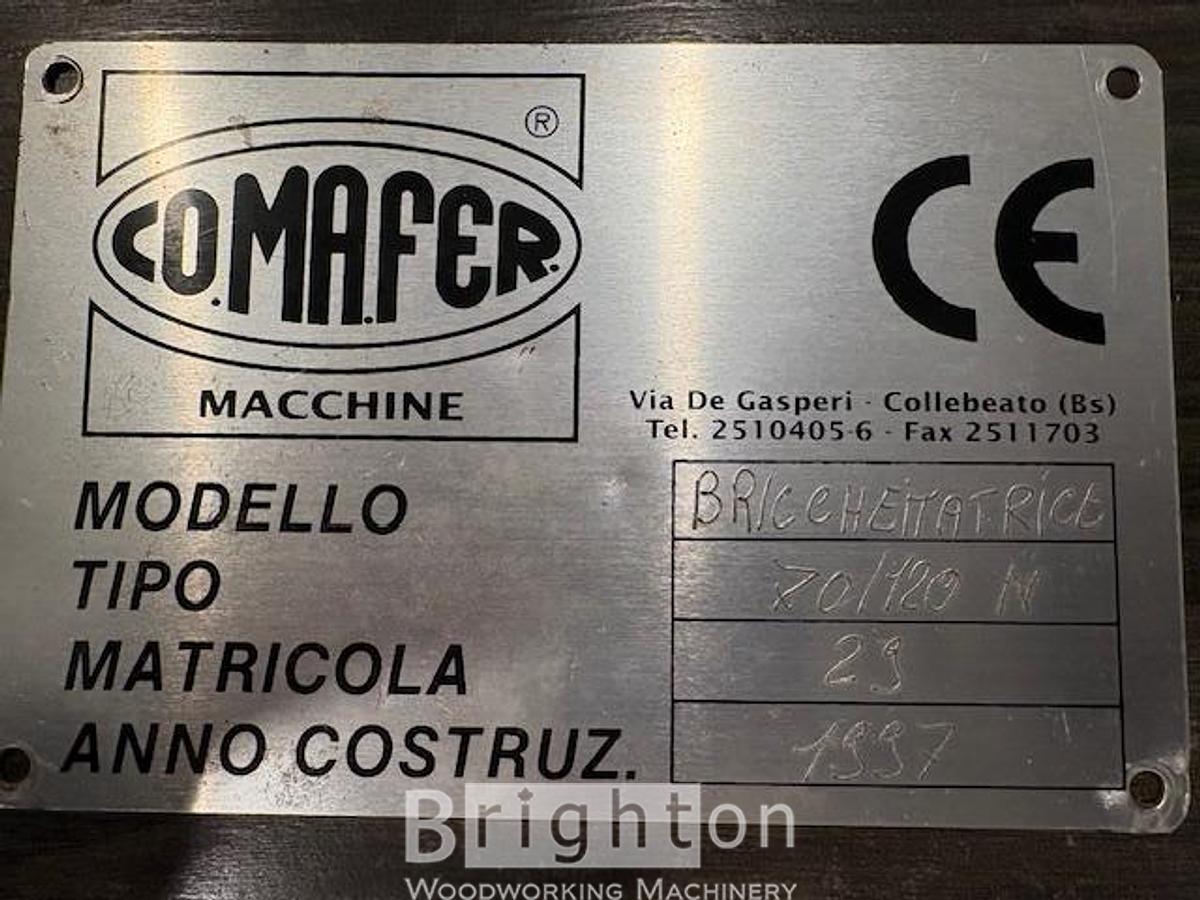 CO.MA.FER.
®
MACCHINE
CE
Via De Gasperi - Collebeato (Bs)
Tel. 2510405-6 - Fax 2511703
MODELLO BRICCHETTATRICE
TIPO 70/120 N
MATRICOLA 29
ANNO COSTRUZ. 1997
Brighton
WOODWORKING MACHINERY